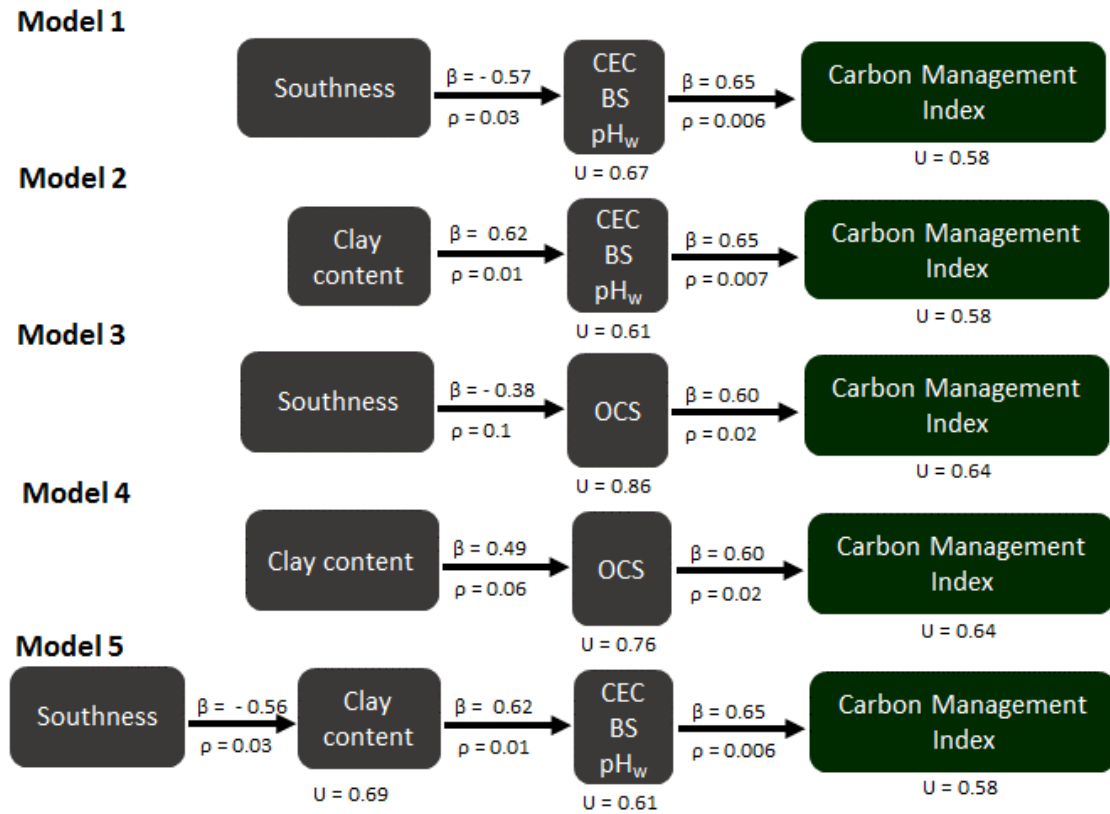 Model 1
Southness
β = - 0.57
ρ = 0.03
CEC
BS
pHw
U = 0.67
β = 0.65
ρ = 0.006
Carbon Management
Index
U = 0.58
Model 2
Clay
content
β =  0.62
ρ = 0.01
CEC
BS
pHw
U = 0.61
β = 0.65
ρ = 0.007
Carbon Management
Index
U = 0.58
Model 3
Southness
β = - 0.38
ρ = 0.1
OCS
U = 0.86
β = 0.60
ρ = 0.02
Carbon Management
Index
U = 0.64
Model 4
Clay content
β = 0.49
ρ = 0.06
OCS
U = 0.76
β = 0.60
ρ = 0.02
Carbon Management
Index
U = 0.64
Model 5
Southness
β =  - 0.56
ρ = 0.03
Clay
content
U = 0.69
β =  0.62
ρ = 0.01
CEC
BS
pHw
U = 0.61
β = 0.65
ρ = 0.006
Carbon Management
Index
U = 0.58